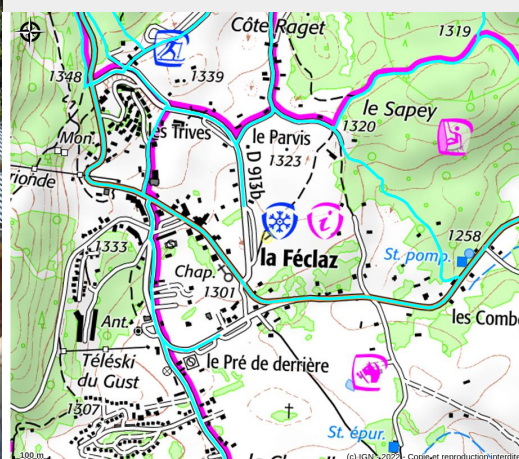 Côte Raget
1319
1348
1339
le Sapey
Mon.
es Trives
le Parvis
1320
1323
rionde
D 913b
i
1258
1333
St. pomp.
la Féclaz
Chap.
1301
Ant.
les Combe
Téléski
du Gust
le Pré de derrière
1307
St. épur.
100 m
(c) IGN - 2022 - Copie et reproduction interdite